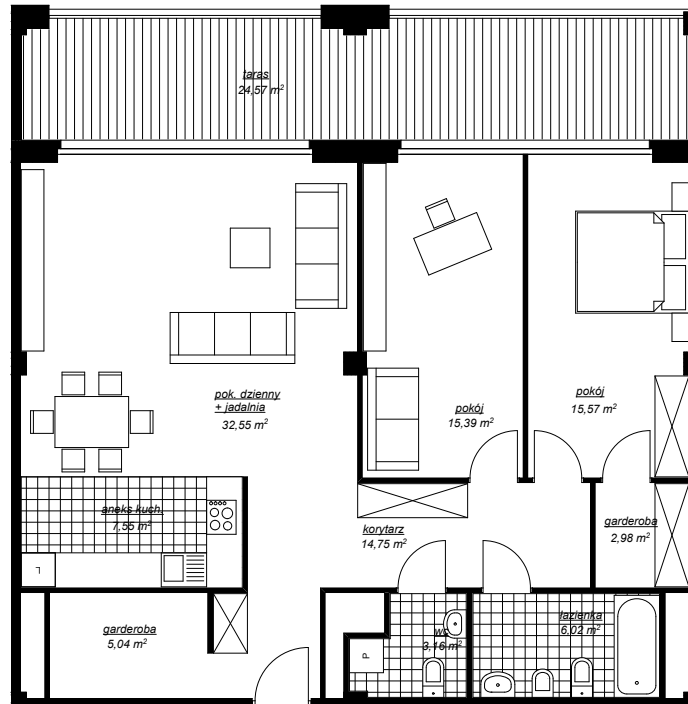 taras
24,57 m²
pok. dzienny
+ jadalnia
32,55 m²
pokój
15,39 m²
pokój
15,57 m²
aneks kuch.
7,55 m²
korytarz
14,75 m²
garderoba
2,98 m²
garderoba
5,04 m²
wc
3,16 m²
łazienka
6,02 m²
L
P